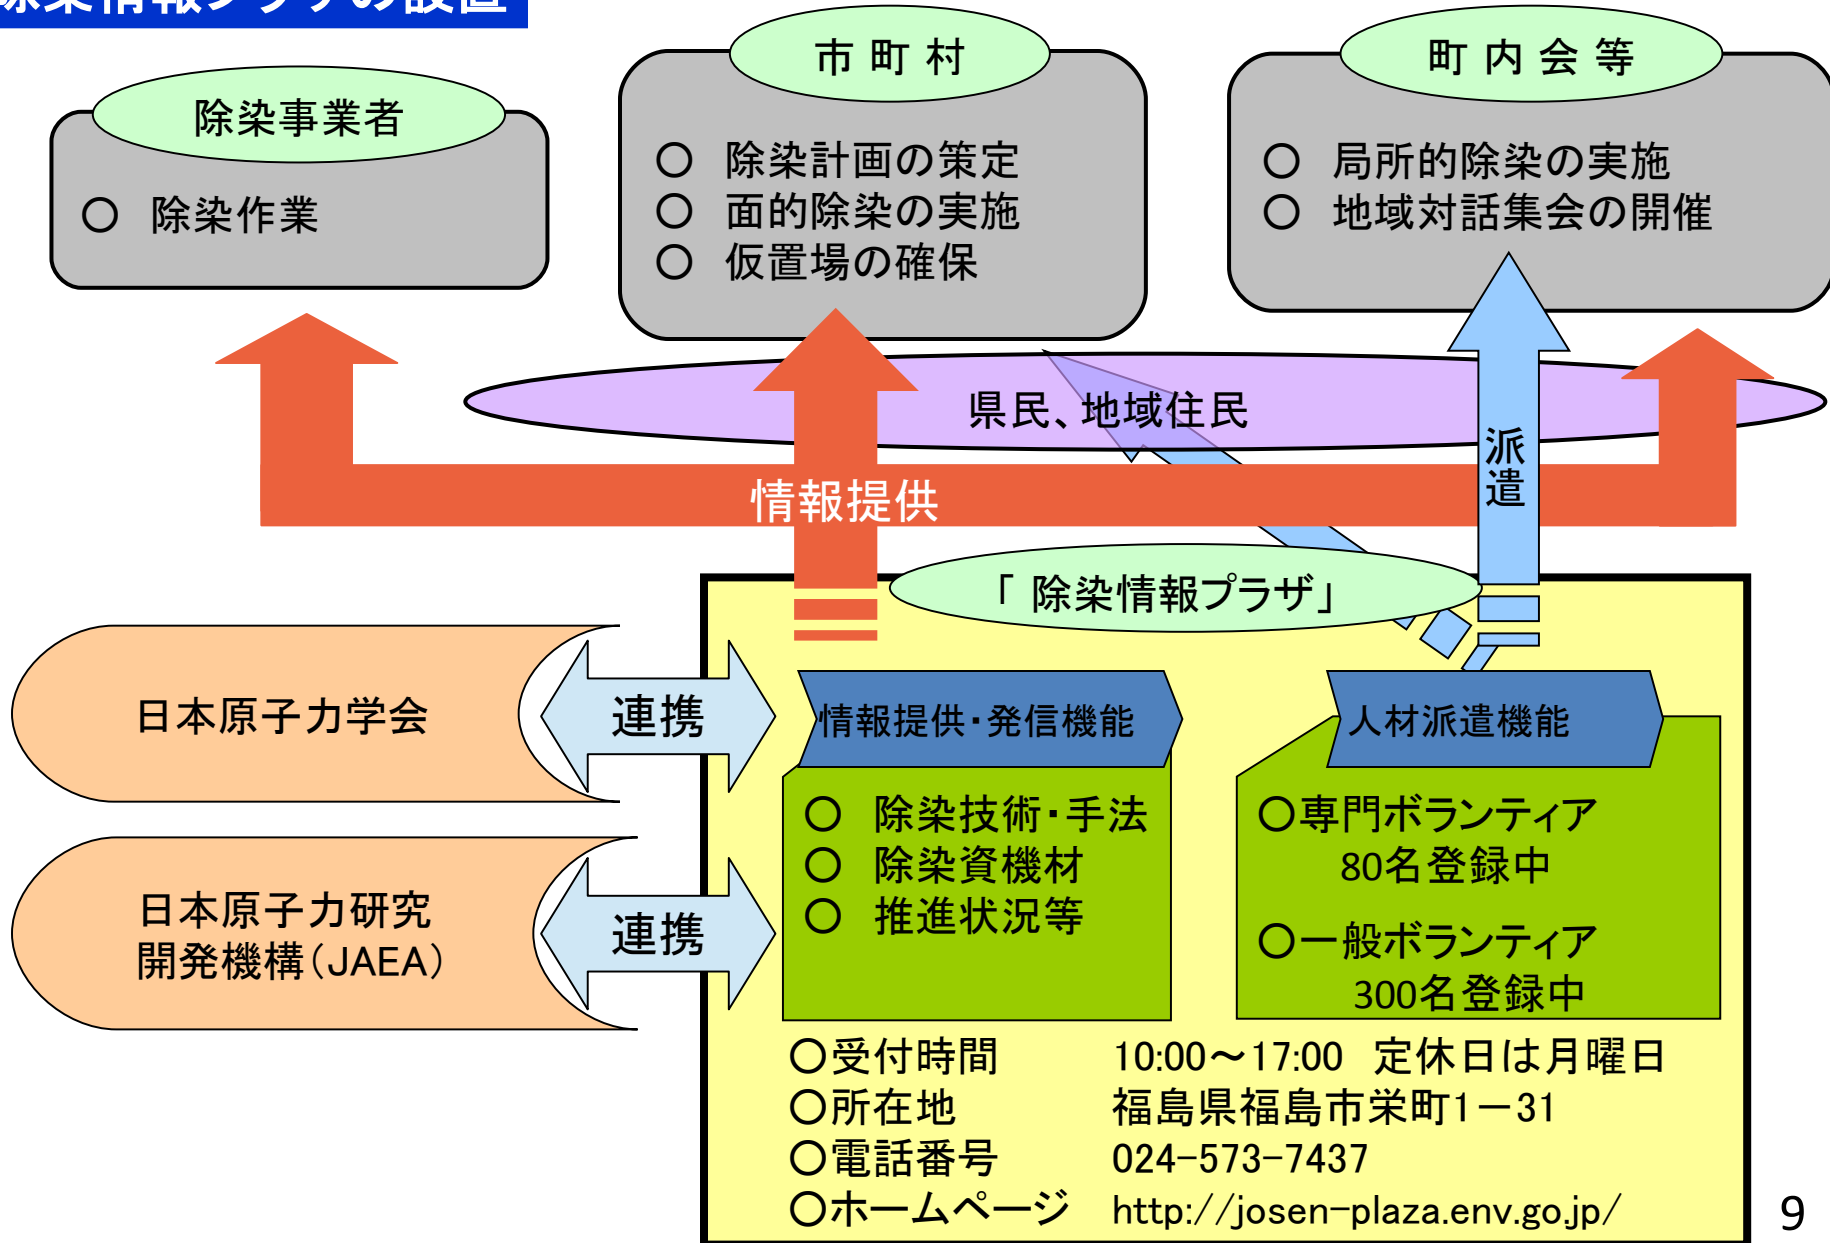 除染情報プラザの設置
除染事業者
○ 除染作業
市 町 村
○ 除染計画の策定
○ 面的除染の実施
○ 仮置場の確保
町 内 会 等
○ 局所的除染の実施
○ 地域対話集会の開催
県民、地域住民
派遣
情報提供
「 除染情報プラザ」
日本原子力学会
連携
日本原子力研究
開発機構(JAEA)
連携
情報提供・発信機能
○ 除染技術・手法
○ 除染資機材
○ 推進状況等
人材派遣機能
○専門ボランティア
80名登録中
○一般ボランティア
300名登録中
○受付時間 10:00~17:00 定休日は月曜日
○所在地 福島県福島市栄町1-31
○電話番号 024-573-7437
○ホームページ http://josen-plaza.env.go.jp/
9